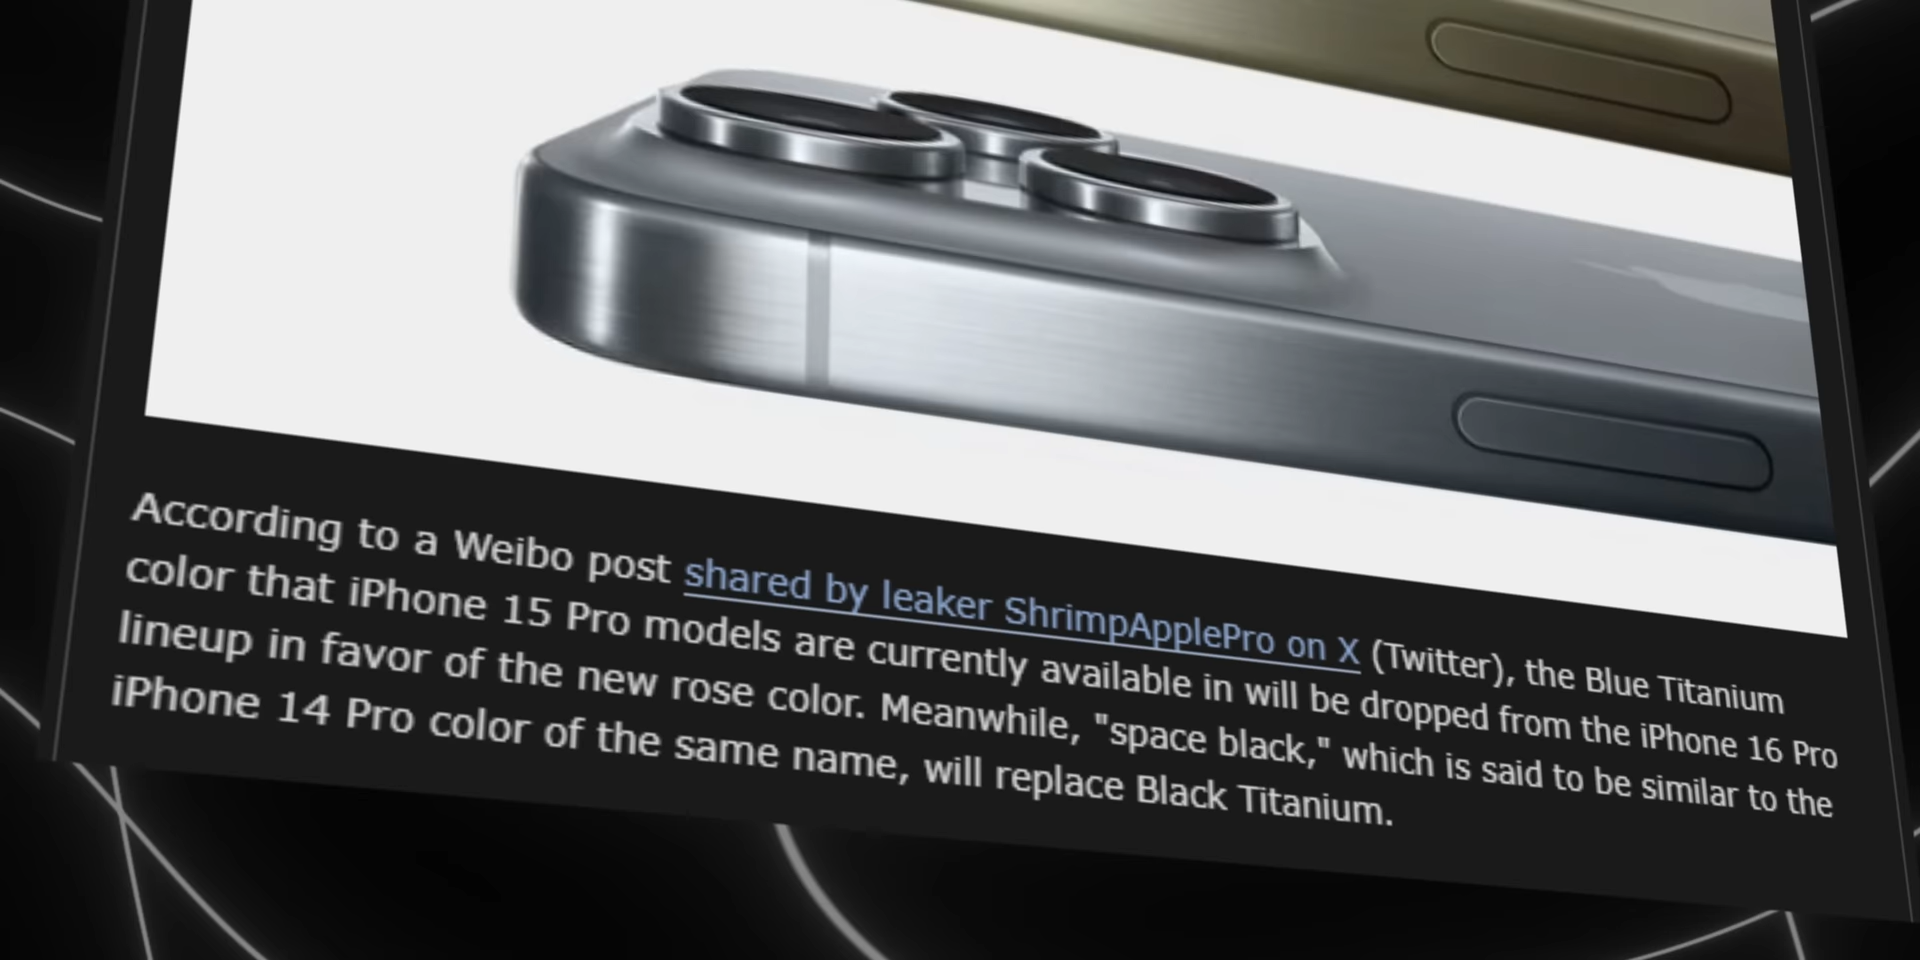 According to a Weibo post shared by leaker ShrimpApplePro on X (Twitter), the Blue Titanium
color that iPhone 15 Pro models are currently available in will be dropped from the iPhone 16 Pro
lineup in favor of the new rose color. Meanwhile, "space black," which is said to be similar to the
iPhone 14 Pro color of the same name, will replace Black Titanium.